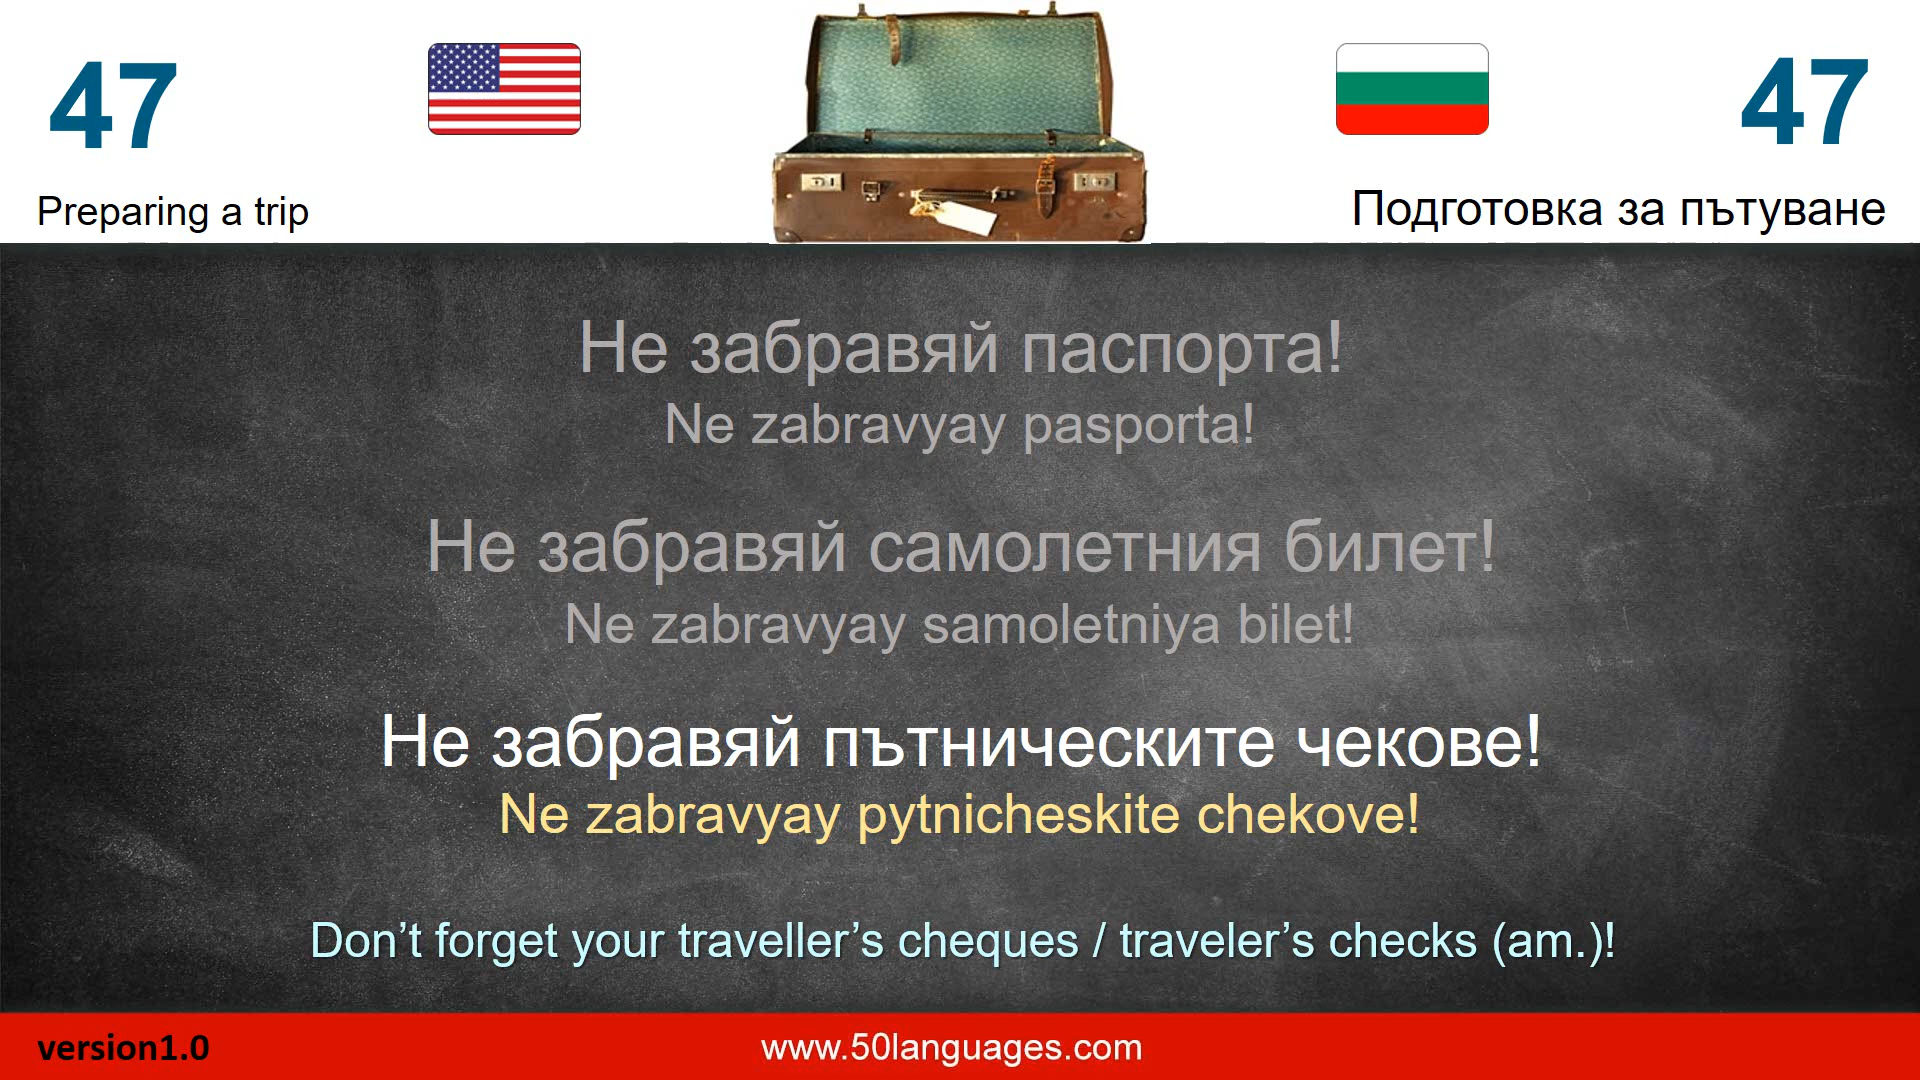 47
47
Preparing a trip
Подготовка за пътуване
Не забравяй паспорта!
Ne zabravyay pasporta!
Не забравяй самолетния билет!
Ne zabravyay samoletniya bilet!
Не забравяй пътническите чекове!
Ne zabravyay pytnicheskite chekove!
Don’t forget your traveller’s cheques / traveler’s checks (am.)!
version1.0
www.50languages.com